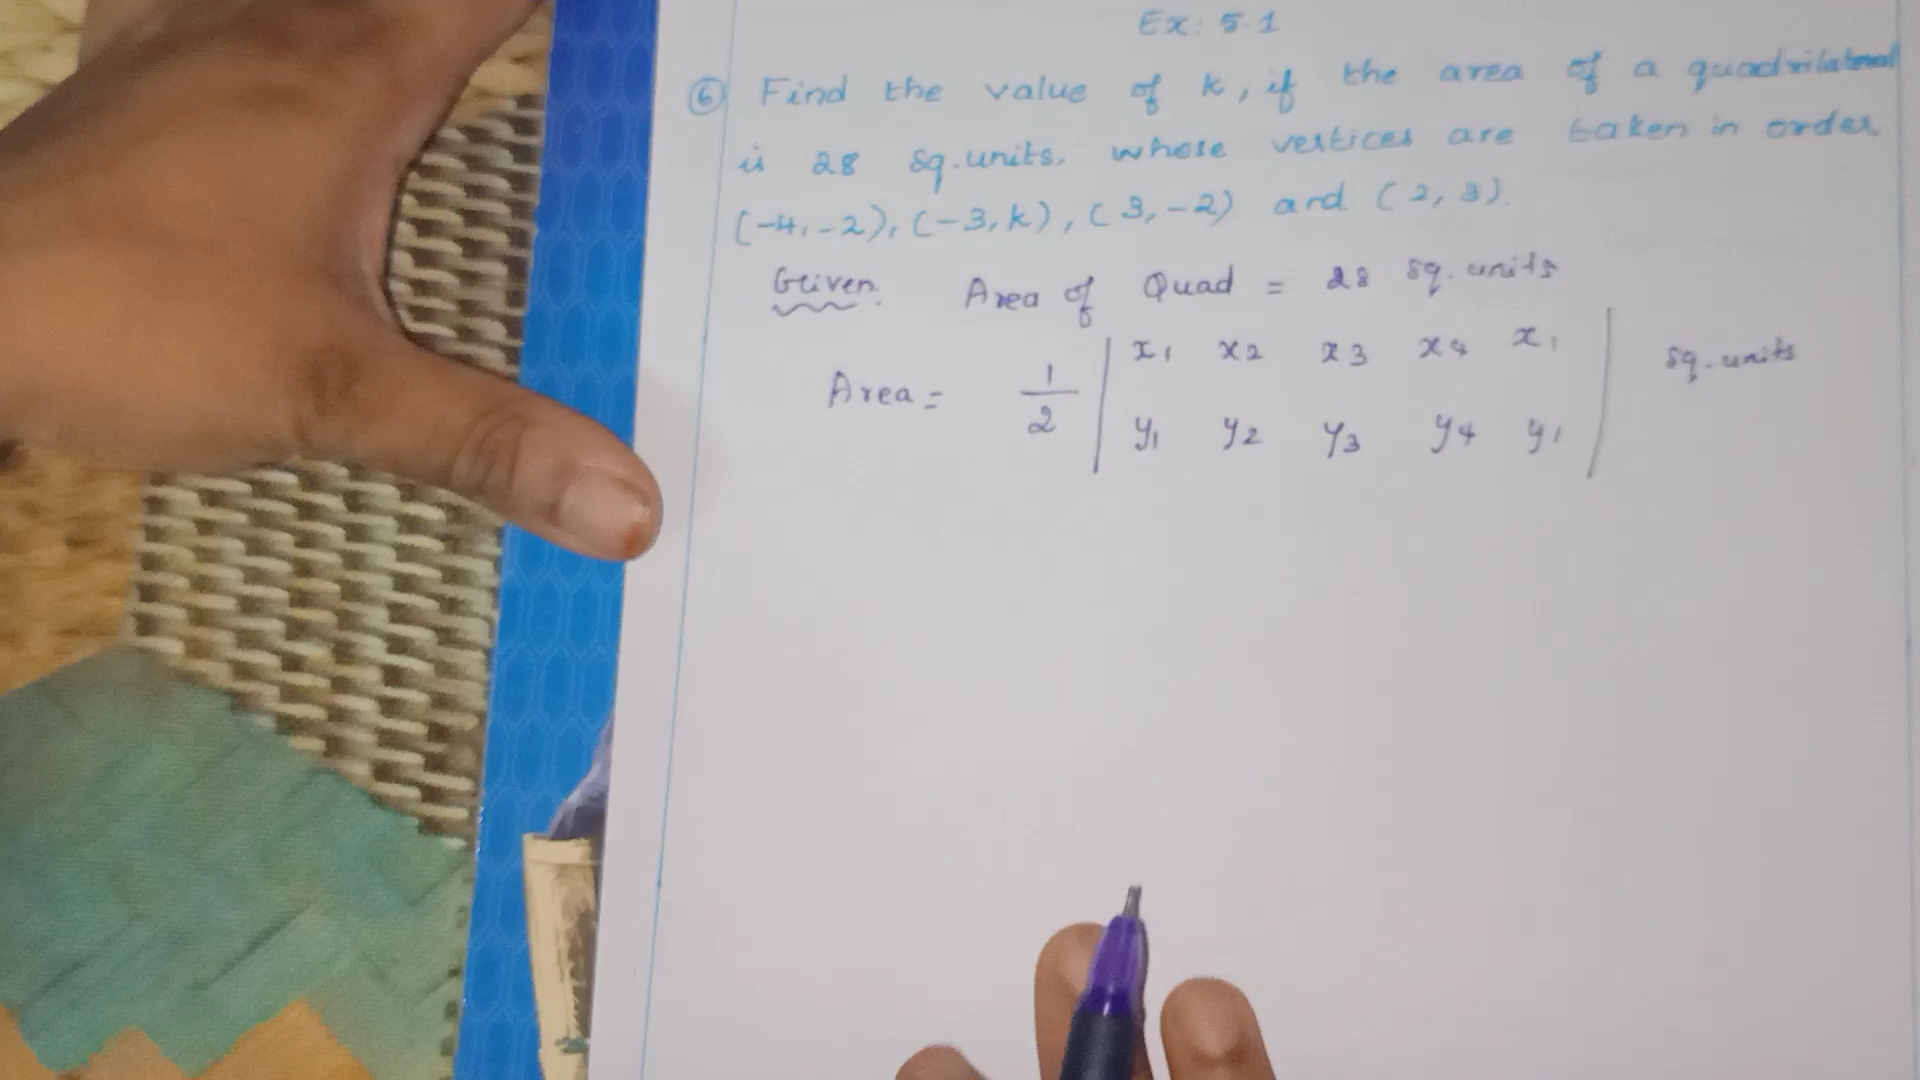 Ex: 5.1
6 Find the value of k, if the area of a quadrilateral
is 28 sq.units, whose vertices are taken in order
(-4,-2), (-3,k), (3,-2) and (2,3).
Given. Area of Quad = 28 sq. units
Area = 1/2 | x1 x2 x3 x4 x1 | sq. units
y1 y2 y3 y4 y1